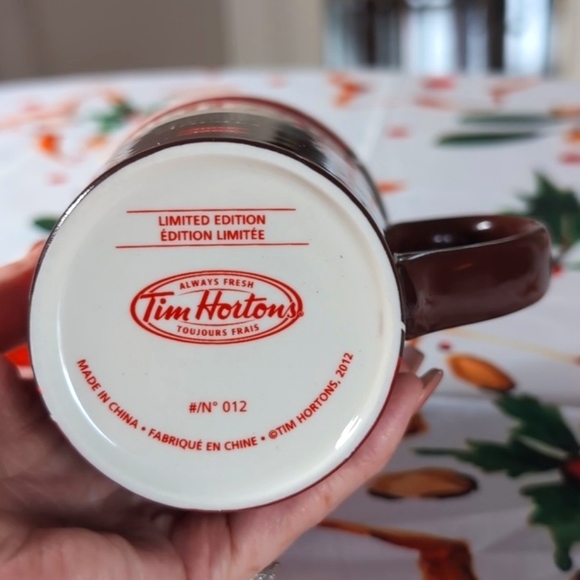 LIMITED EDITION
ÉDITION LIMITÉE
ALWAYS FRESH
Tim Hortons
TOUJOURS FRAIS
#/N° 012
MADE IN CHINA • FABRIQUÉ EN CHINE • ©TIM HORTONS, 2012